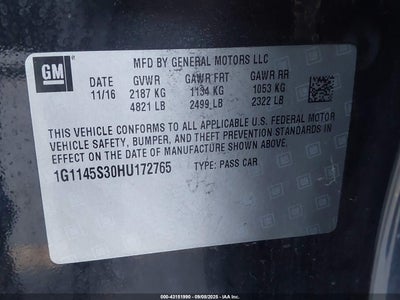 GM
MFD BY GENERAL MOTORS LLC
DATE GVWR GAWR FRT GAWR RR
11/16 2187 KG 1134 KG 1053 KG
4821 LB 2499 LB 2322 LB
THIS VEHICLE CONFORMS TO ALL APPLICABLE U.S. FEDERAL MOTOR
VEHICLE SAFETY, BUMPER, AND THEFT PREVENTION STANDARDS IN
EFFECT ON THE DATE OF MANUFACTURE SHOWN ABOVE.
1G1145S30HU172765 TYPE: PASS CAR
000-43151990 - 09/09/2025 - IAAI.COM